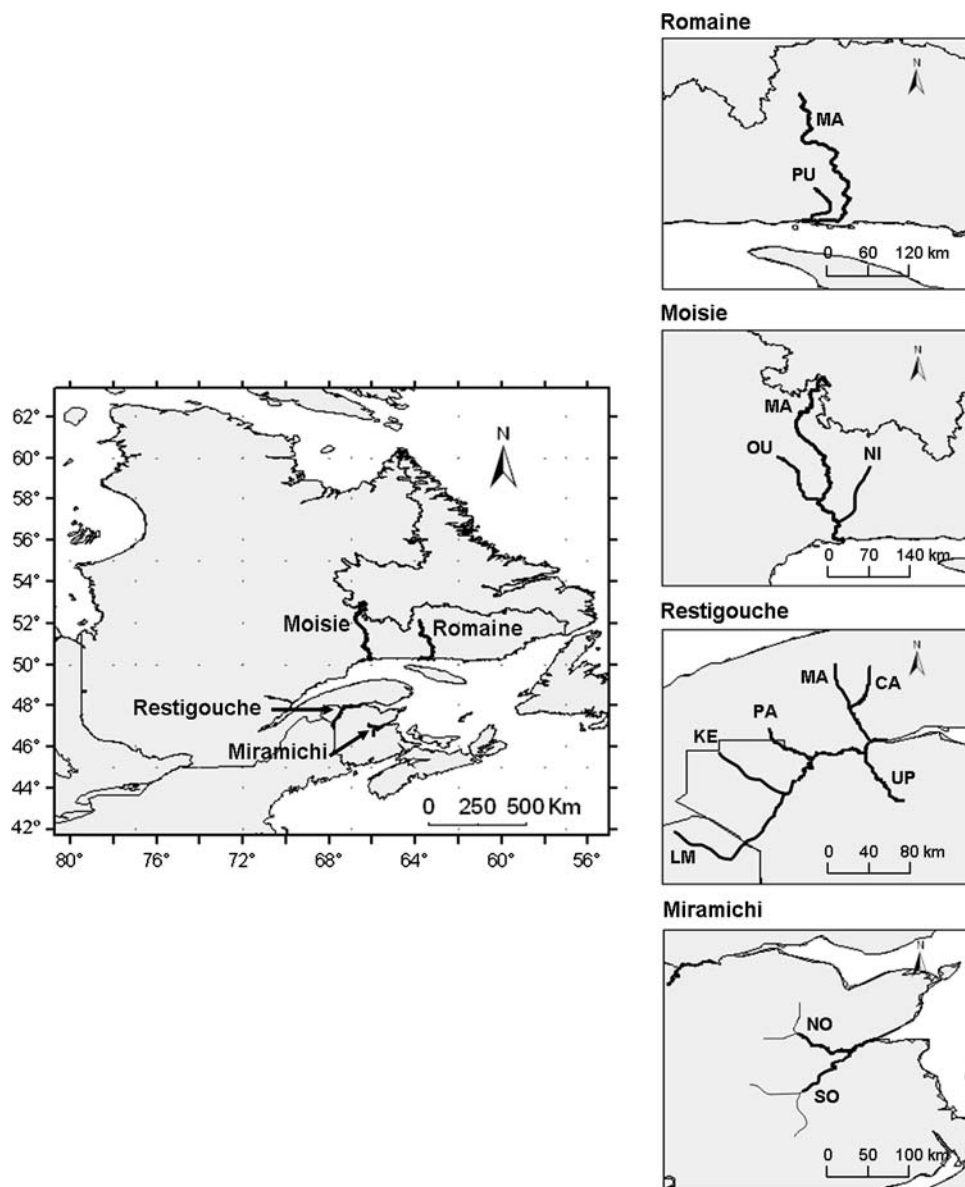 Romaine
N
MA
PU
0 60 120 km
Moisie
N
MA
OU
NI
0 70 140 km
62°
60°
58°
56°
54°
52°
50°
48°
46°
44°
42°
N
Moisie
Romaine
Restigouche
Miramichi
0 250 500 Km
80° 76° 72° 68° 64° 60° 56°
Restigouche
N
MA
CA
PA
KE
UP
LM
0 40 80 km
Miramichi
N
NO
SO
0 50 100 km